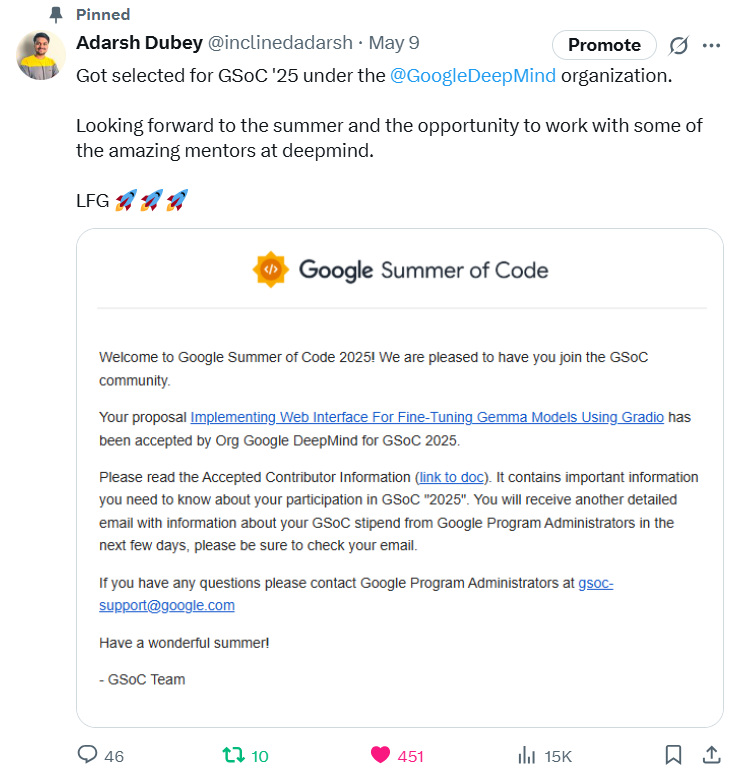 Pinned
Adarsh Dubey @inclinedadarsh · May 9
Promote
Got selected for GSoC '25 under the @GoogleDeepMind organization.
Looking forward to the summer and the opportunity to work with some of
the amazing mentors at deepmind.
LFG 🚀🚀🚀
Google Summer of Code
Welcome to Google Summer of Code 2025! We are pleased to have you join the GSoC
community.
Your proposal Implementing Web Interface For Fine-Tuning Gemma Models Using Gradio has
been accepted by Org Google DeepMind for GSoC 2025.
Please read the Accepted Contributor Information (link to doc). It contains important information
you need to know about your participation in GSoC "2025". You will receive another detailed
email with information about your GSoC stipend from Google Program Administrators in the
next few days, please be sure to check your email.
If you have any questions please contact Google Program Administrators at gsoc-
support@google.com
Have a wonderful summer!
- GSoC Team
46 10 451 15K